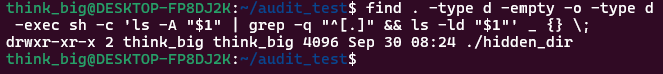 think_big@DESKTOP-FP8DJ2K:~/audit_test$ find . -type d -empty -o -type d
 -exec sh -c 'ls -A "$1" | grep -q "^[.]" && ls -ld "$1"' _ {} \;
drwxr-xr-x 2 think_big think_big 4096 Sep 30 08:24 ./hidden_dir
think_big@DESKTOP-FP8DJ2K:~/audit_test$